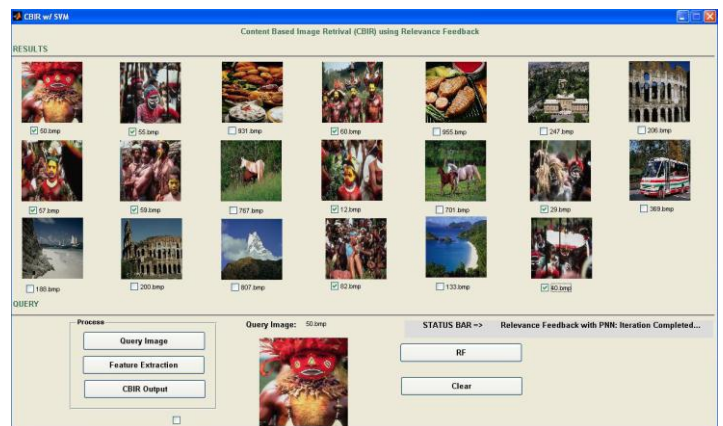 CBIR w/ SVM
Content Based Image Retrival (CBIR) using Relevance Feedback
RESULTS
50.bmp
55.bmp
931.bmp
60.bmp
955.bmp
247.bmp
206.bmp
57.bmp
59.bmp
767.bmp
12.bmp
701.bmp
29.bmp
369.bmp
188.bmp
200.bmp
807.bmp
82.bmp
133.bmp
90.bmp
QUERY
Process
Query Image: 50.bmp
STATUS BAR -> Relevance Feedback with PNN: Iteration Completed...
Query Image
RF
Feature Extraction
CBIR Output
Clear